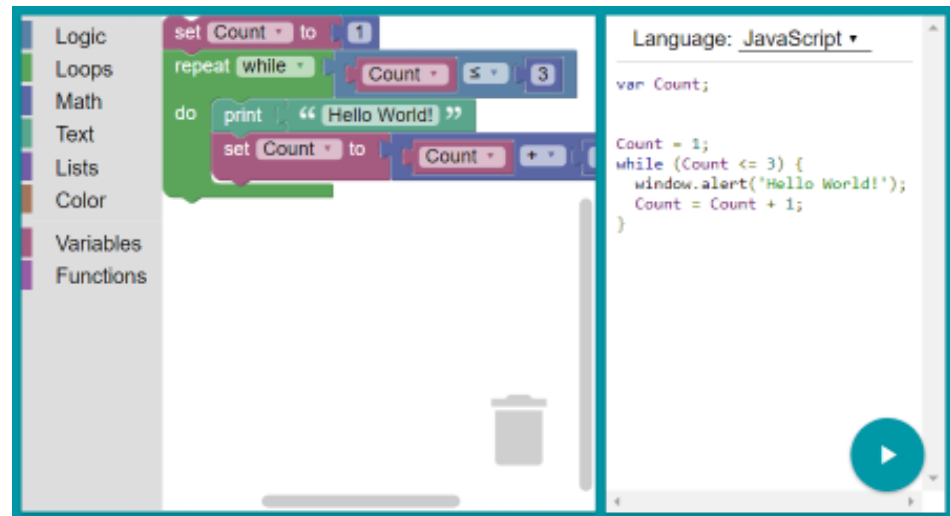 Logic
Loops
Math
Text
Lists
Color
Variables
Functions
set Count to 1
repeat while Count ≤ 3
do print “ Hello World! ”
set Count to Count +
Language: JavaScript
var Count;
Count = 1;
while (Count <= 3) {
window.alert('Hello World!');
Count = Count + 1;
}